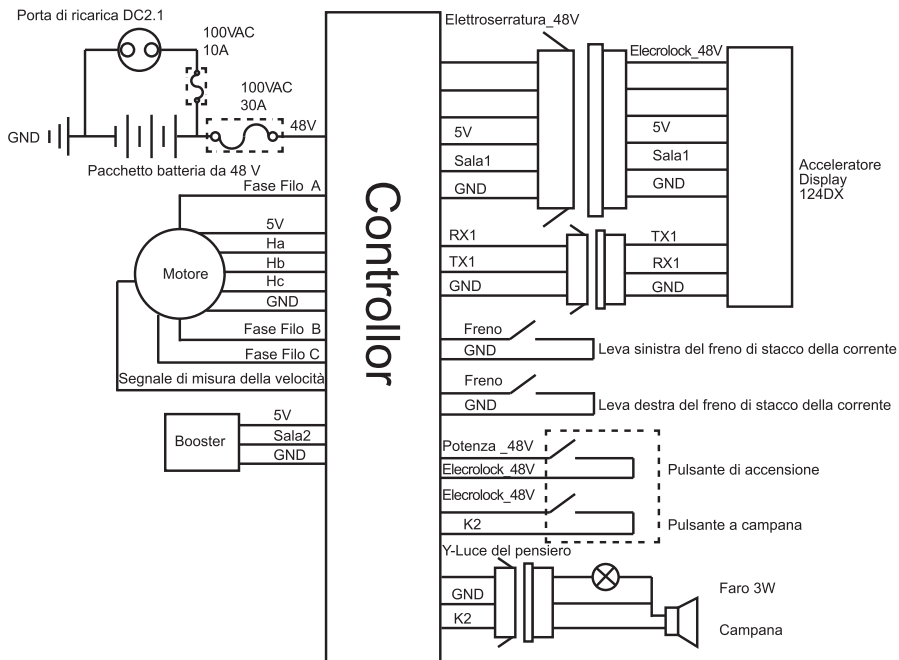 Porta di ricarica DC2.1
100VAC
10A
100VAC
30A
GND
48V
Pacchetto batteria da 48 V
Fase Filo A
5V
Ha
Hb
Hc
GND
Motore
Fase Filo B
Fase Filo C
Segnale di misura della velocità
5V
Booster
Sala2
GND
Controllor
Elettroserratura_48V
5V
Sala1
GND
Elecrolock_48V
5V
Sala1
GND
Acceleratore
Display
124DX
RX1
TX1
GND
TX1
RX1
GND
Freno
GND
Leva sinistra del freno di stacco della corrente
Freno
GND
Leva destra del freno di stacco della corrente
Potenza _48V
Elecrolock_48V
Pulsante di accensione
Elecrolock_48V
K2
Pulsante a campana
Y-Luce del pensiero
GND
K2
Faro 3W
Campana